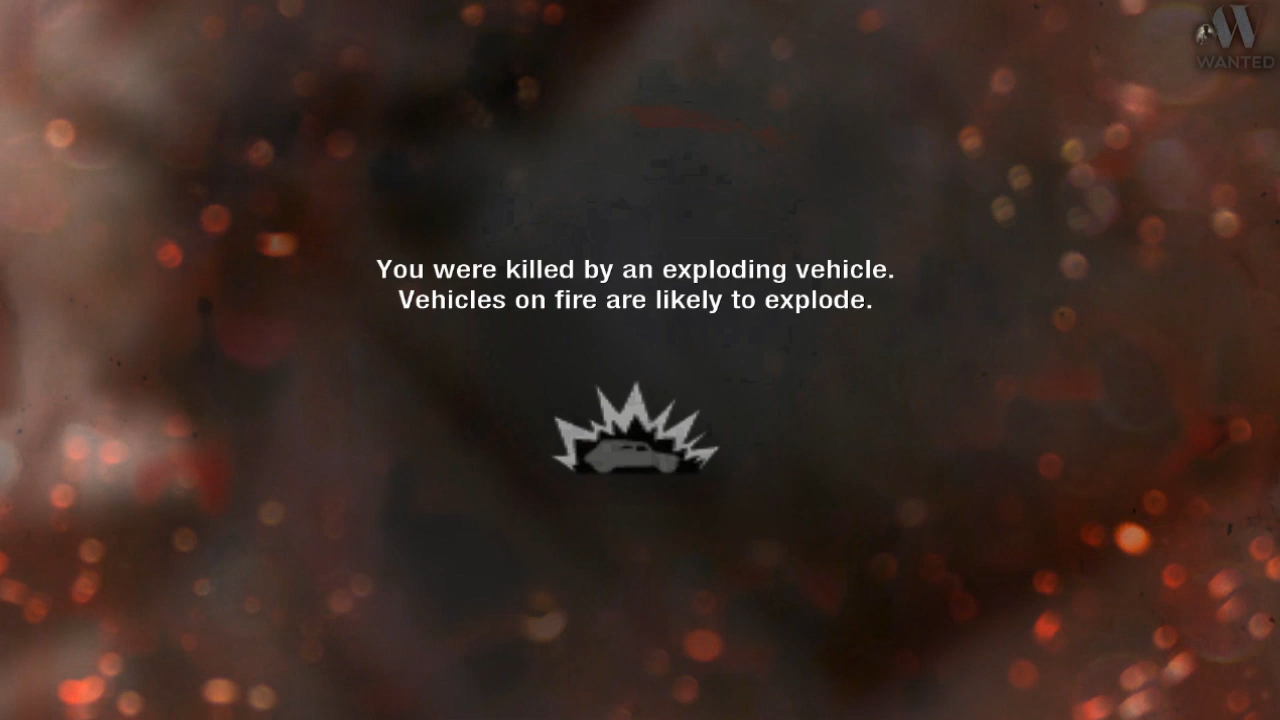 WANTED
You were killed by an exploding vehicle.
Vehicles on fire are likely to explode.